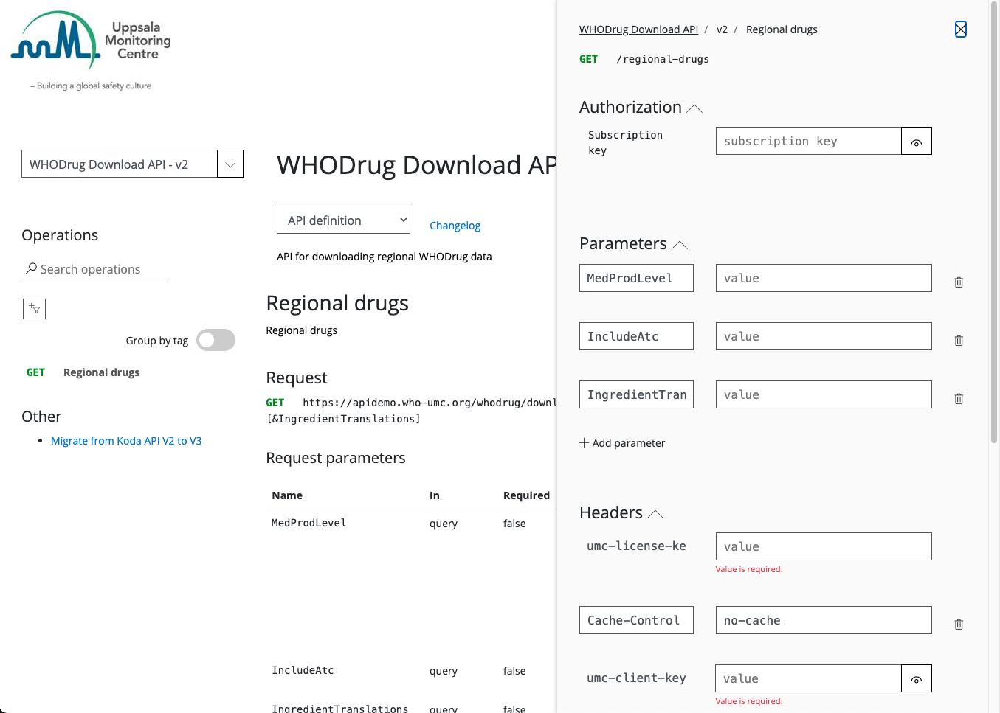 Uppsala
Monitoring
Centre
– Building a global safety culture
WHODrug Download API - v2
Operations
Search operations
Group by tag
GET Regional drugs
Other
Migrate from Koda API V2 to V3
WHODrug Download AP
API definition
Changelog
API for downloading regional WHODrug data
Regional drugs
Regional drugs
Request
GET https://apidemo.who-umc.org/whodrug/downl
[&IngredientTranslations]
Request parameters
Name In Required
MedProdLevel query false
IncludeAtc query false
IngredientTranslations query false
WHODrug Download API / v2 / Regional drugs
GET /regional-drugs
Authorization
Subscription
key
subscription key
Parameters
MedProdLevel value
IncludeAtc value
IngredientTran value
Add parameter
Headers
umc-license-ke value
Value is required.
Cache-Control no-cache
umc-client-key value
Value is required.